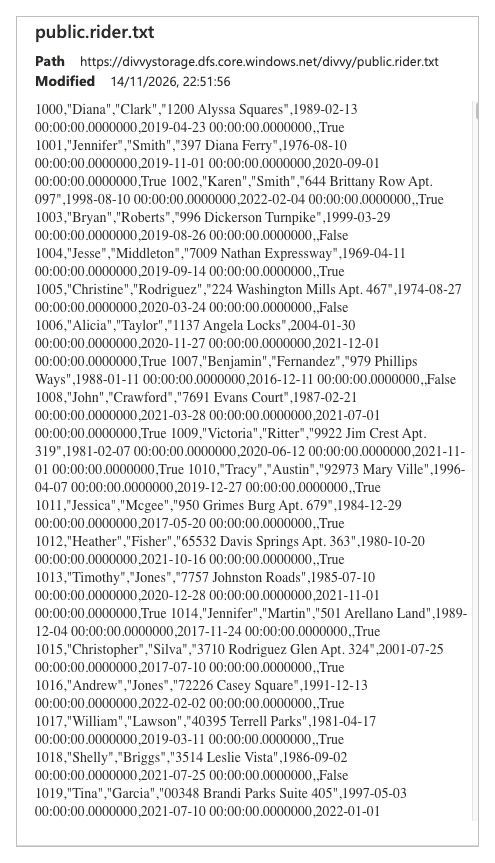 public.rider.txt
Path https://divvystorage.dfs.core.windows.net/divvy/public.rider.txt
Modified 14/11/2026, 22:51:56
1000,"Diana","Clark","1200 Alyssa Squares",1989-02-13
00:00:00.0000000,2019-04-23 00:00:00.0000000,,True
1001,"Jennifer","Smith","397 Diana Ferry",1976-08-10
00:00:00.0000000,2019-11-01 00:00:00.0000000,2020-09-01
00:00:00.0000000,True 1002,"Karen","Smith","644 Brittany Row Apt.
097",1998-08-10 00:00:00.0000000,2022-02-04 00:00:00.0000000,,True
1003,"Bryan","Roberts","996 Dickerson Turnpike",1999-03-29
00:00:00.0000000,2019-08-26 00:00:00.0000000,,False
1004,"Jesse","Middleton","7009 Nathan Expressway",1969-04-11
00:00:00.0000000,2019-09-14 00:00:00.0000000,,True
1005,"Christine","Rodriguez","224 Washington Mills Apt. 467",1974-08-27
00:00:00.0000000,2020-03-24 00:00:00.0000000,,False
1006,"Alicia","Taylor","1137 Angela Locks",2004-01-30
00:00:00.0000000,2020-11-27 00:00:00.0000000,2021-12-01
00:00:00.0000000,True 1007,"Benjamin","Fernandez","979 Phillips
Ways",1988-01-11 00:00:00.0000000,2016-12-11 00:00:00.0000000,,False
1008,"John","Crawford","7691 Evans Court",1987-02-21
00:00:00.0000000,2021-03-28 00:00:00.0000000,2021-07-01
00:00:00.0000000,True 1009,"Victoria","Ritter","9922 Jim Crest Apt.
319",1981-02-07 00:00:00.0000000,2020-06-12 00:00:00.0000000,2021-11-
01 00:00:00.0000000,True 1010,"Tracy","Austin","92973 Mary Ville",1996-
04-07 00:00:00.0000000,2019-12-27 00:00:00.0000000,,True
1011,"Jessica","Mcgee","950 Grimes Burg Apt. 679",1984-12-29
00:00:00.0000000,2017-05-20 00:00:00.0000000,,True
1012,"Heather","Fisher","65532 Davis Springs Apt. 363",1980-10-20
00:00:00.0000000,2021-10-16 00:00:00.0000000,,True
1013,"Timothy","Jones","7757 Johnston Roads",1985-07-10
00:00:00.0000000,2020-12-28 00:00:00.0000000,2021-11-01
00:00:00.0000000,True 1014,"Jennifer","Martin","501 Arellano Land",1989-
12-04 00:00:00.0000000,2017-11-24 00:00:00.0000000,,True
1015,"Christopher","Silva","3710 Rodriguez Glen Apt. 324",2001-07-25
00:00:00.0000000,2017-07-10 00:00:00.0000000,,True
1016,"Andrew","Jones","72226 Casey Square",1991-12-13
00:00:00.0000000,2022-02-02 00:00:00.0000000,,True
1017,"William","Lawson","40395 Terrell Parks",1981-04-17
00:00:00.0000000,2019-03-11 00:00:00.0000000,,True
1018,"Shelly","Briggs","3514 Leslie Vista",1986-09-02
00:00:00.0000000,2021-07-25 00:00:00.0000000,,False
1019,"Tina","Garcia","00348 Brandi Parks Suite 405",1997-05-03
00:00:00.0000000,2021-07-10 00:00:00.0000000,2022-01-01